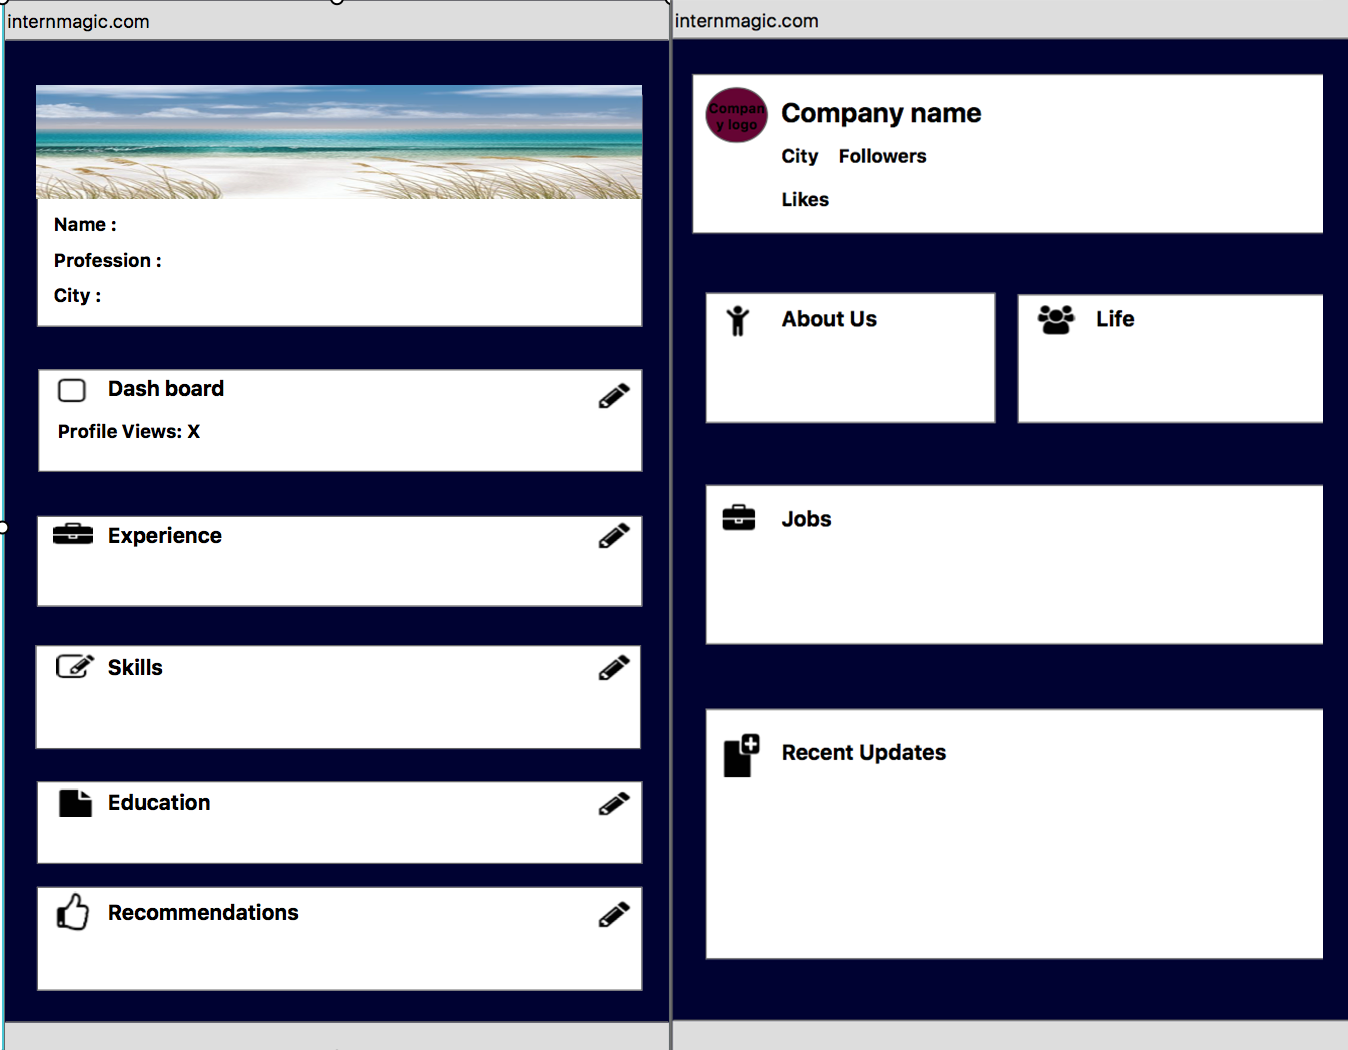 internmagic.com
Name :
Profession :
City :
Dash board
Profile Views: X
Experience
Skills
Education
Recommendations
internmagic.com
Compan
y logo
Company name
City Followers
Likes
About Us
Life
Jobs
Recent Updates